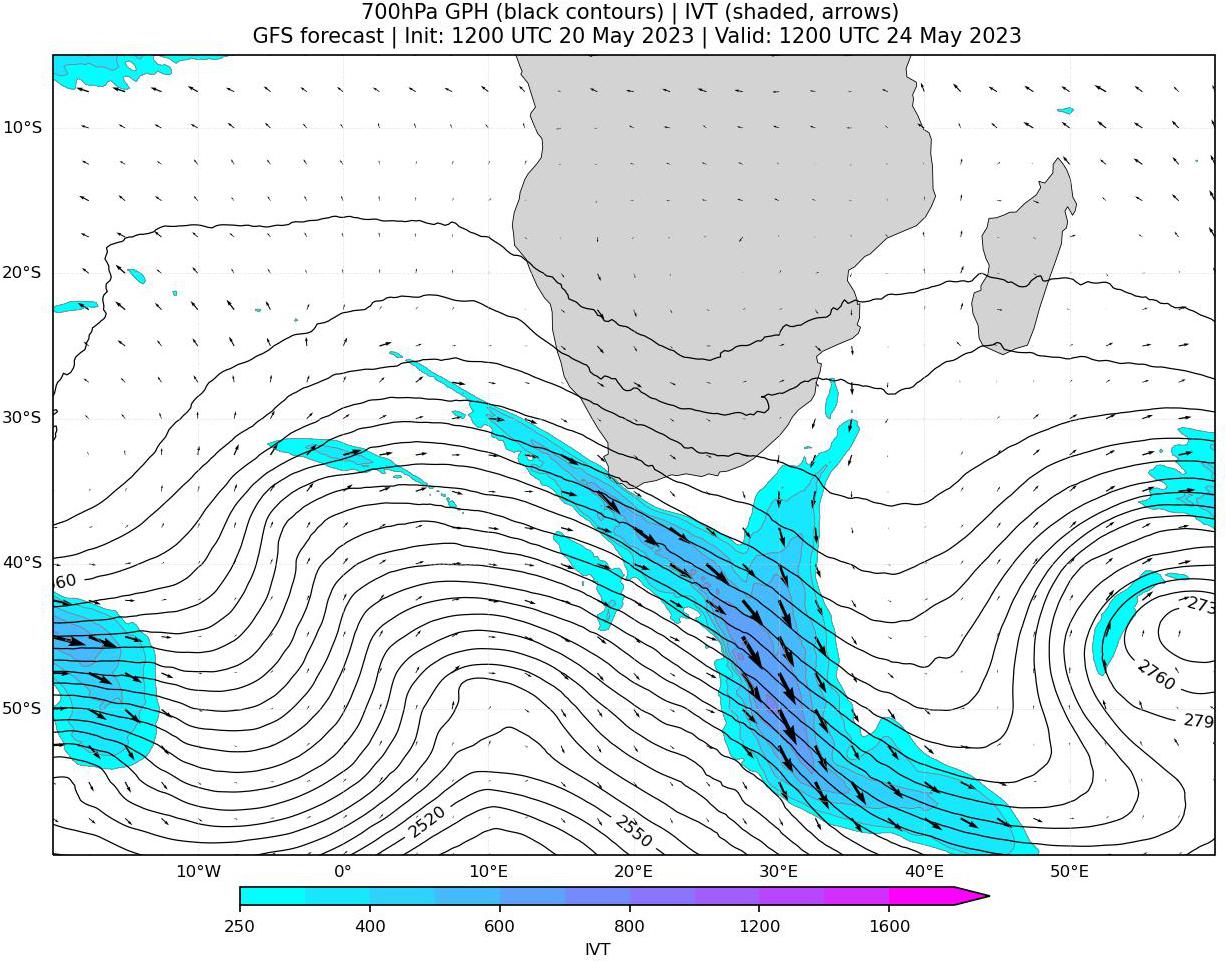 700hPa GPH (black contours) | IVT (shaded, arrows)
GFS forecast | Init: 1200 UTC 20 May 2023 | Valid: 1200 UTC 24 May 2023
10°S
20°S
30°S
40°S
60
273
2760
50°S
279
2520
2550
10°W
0°
10°E
20°E
30°E
40°E
50°E
250
400
600
800
1200
1600
IVT